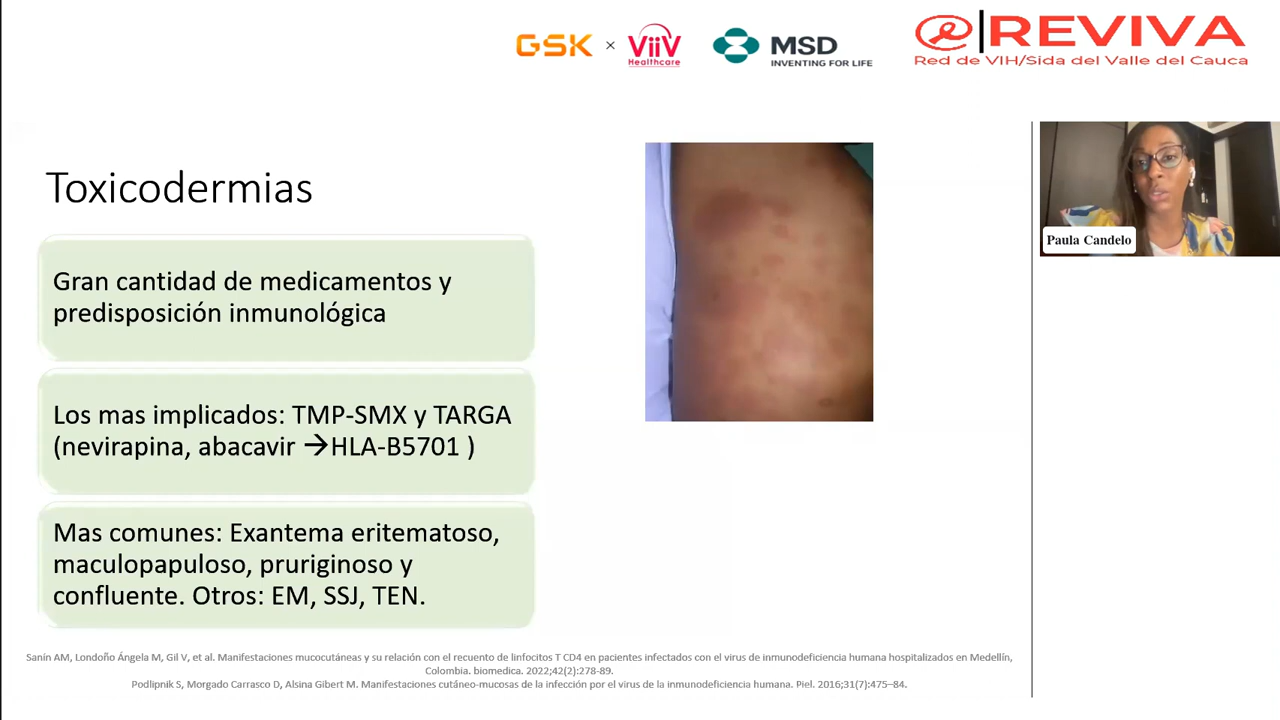 GSK × ViiV Healthcare
MSD
INVENTING FOR LIFE
@|REVIVA
Red de VIH/Sida del Valle del Cauca
Toxicodermias
Gran cantidad de medicamentos y
predisposición inmunológica
Los mas implicados: TMP-SMX y TARGA
(nevirapina, abacavir →HLA-B5701 )
Mas comunes: Exantema eritematoso,
maculopapuloso, pruriginoso y
confluente. Otros: EM, SSJ, TEN.
Paula Candelo
Sanín AM, Londoño Ángela M, Gil V, et al. Manifestaciones mucocutáneas y su relación con el recuento de linfocitos T CD4 en pacientes infectados con el virus de inmunodeficiencia humana hospitalizados en Medellín,
Colombia. biomedica. 2022;42(2):278-89.
Podlipnik S, Morgado Carrasco D, Alsina Gibert M. Manifestaciones cutáneo-mucosas de la infección por el virus de la inmunodeficiencia humana. Piel. 2016;31(7):475–84.